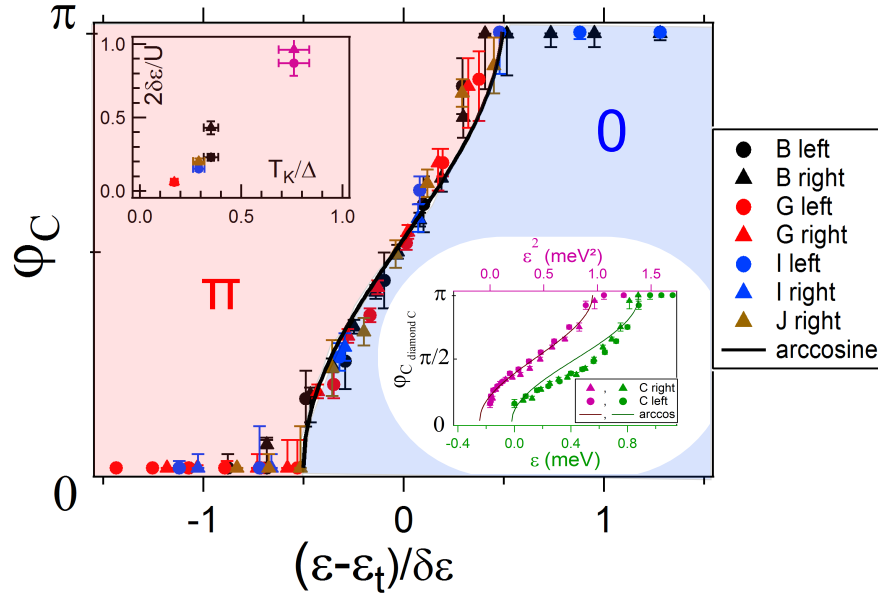 π
φC
0
-1
0
1
(ε-εt)/δε
π
0
1.0
0.5
0.0
2δε/U
TK/Δ
0.0
0.5
1.0
ε² (meV²)
0.0
0.5
1.0
1.5
π
π/2
0
φC diamond C
-0.4
0.0
0.4
0.8
ε (meV)
, C right
, C left
, arccos
B left
B right
G left
G right
I left
I right
J right
arccosine